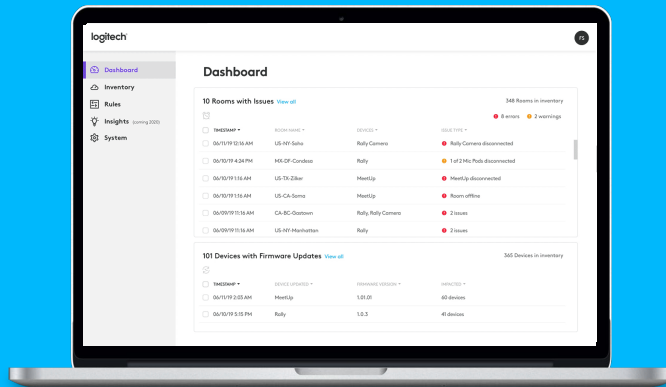 logitech
FS
Dashboard
Inventory
Rules
Insights (coming 2020)
System
Dashboard
10 Rooms with Issues View all
348 Rooms in inventory
8 errors 2 warnings
TIMESTAMP ROOM NAME DEVICES ISSUE TYPE
06/11/19 12:16 AM US-NY-Soho Rally Camera Rally Camera disconnected
06/10/19 4:24 PM MX-DF-Condesa Rally 1 of 2 Mic Pods disconnected
06/10/19 1:16 AM US-TX-Zilker MeetUp MeetUp disconnected
06/10/19 1:16 AM US-CA-Soma MeetUp Room offline
06/09/19 11:16 AM CA-BC-Gastown Rally, Rally Camera 2 issues
06/09/19 11:16 AM US-NY-Manhattan Rally 2 issues
101 Devices with Firmware Updates View all
365 Devices in inventory
TIMESTAMP DEVICE UPDATED FIRMWARE VERSION IMPACTED
06/11/19 2:03 AM MeetUp 1.01.01 60 devices
06/10/19 5:15 PM Rally 1.0.3 41 devices